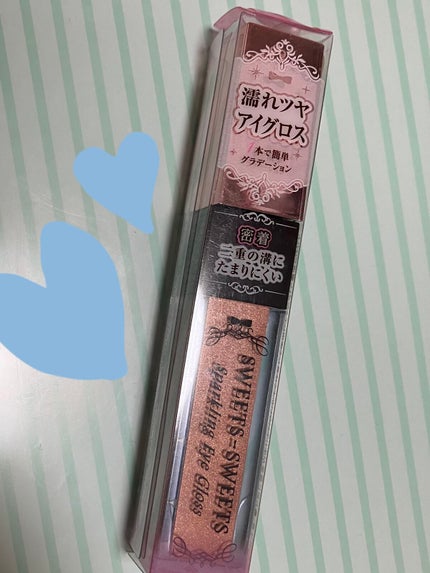 濡れツヤ
アイグロス
1本で簡単
グラデーション
密着
二重の溝に
たまりにくい
SWEETS=SWEETS
Sparkling Eye Gloss